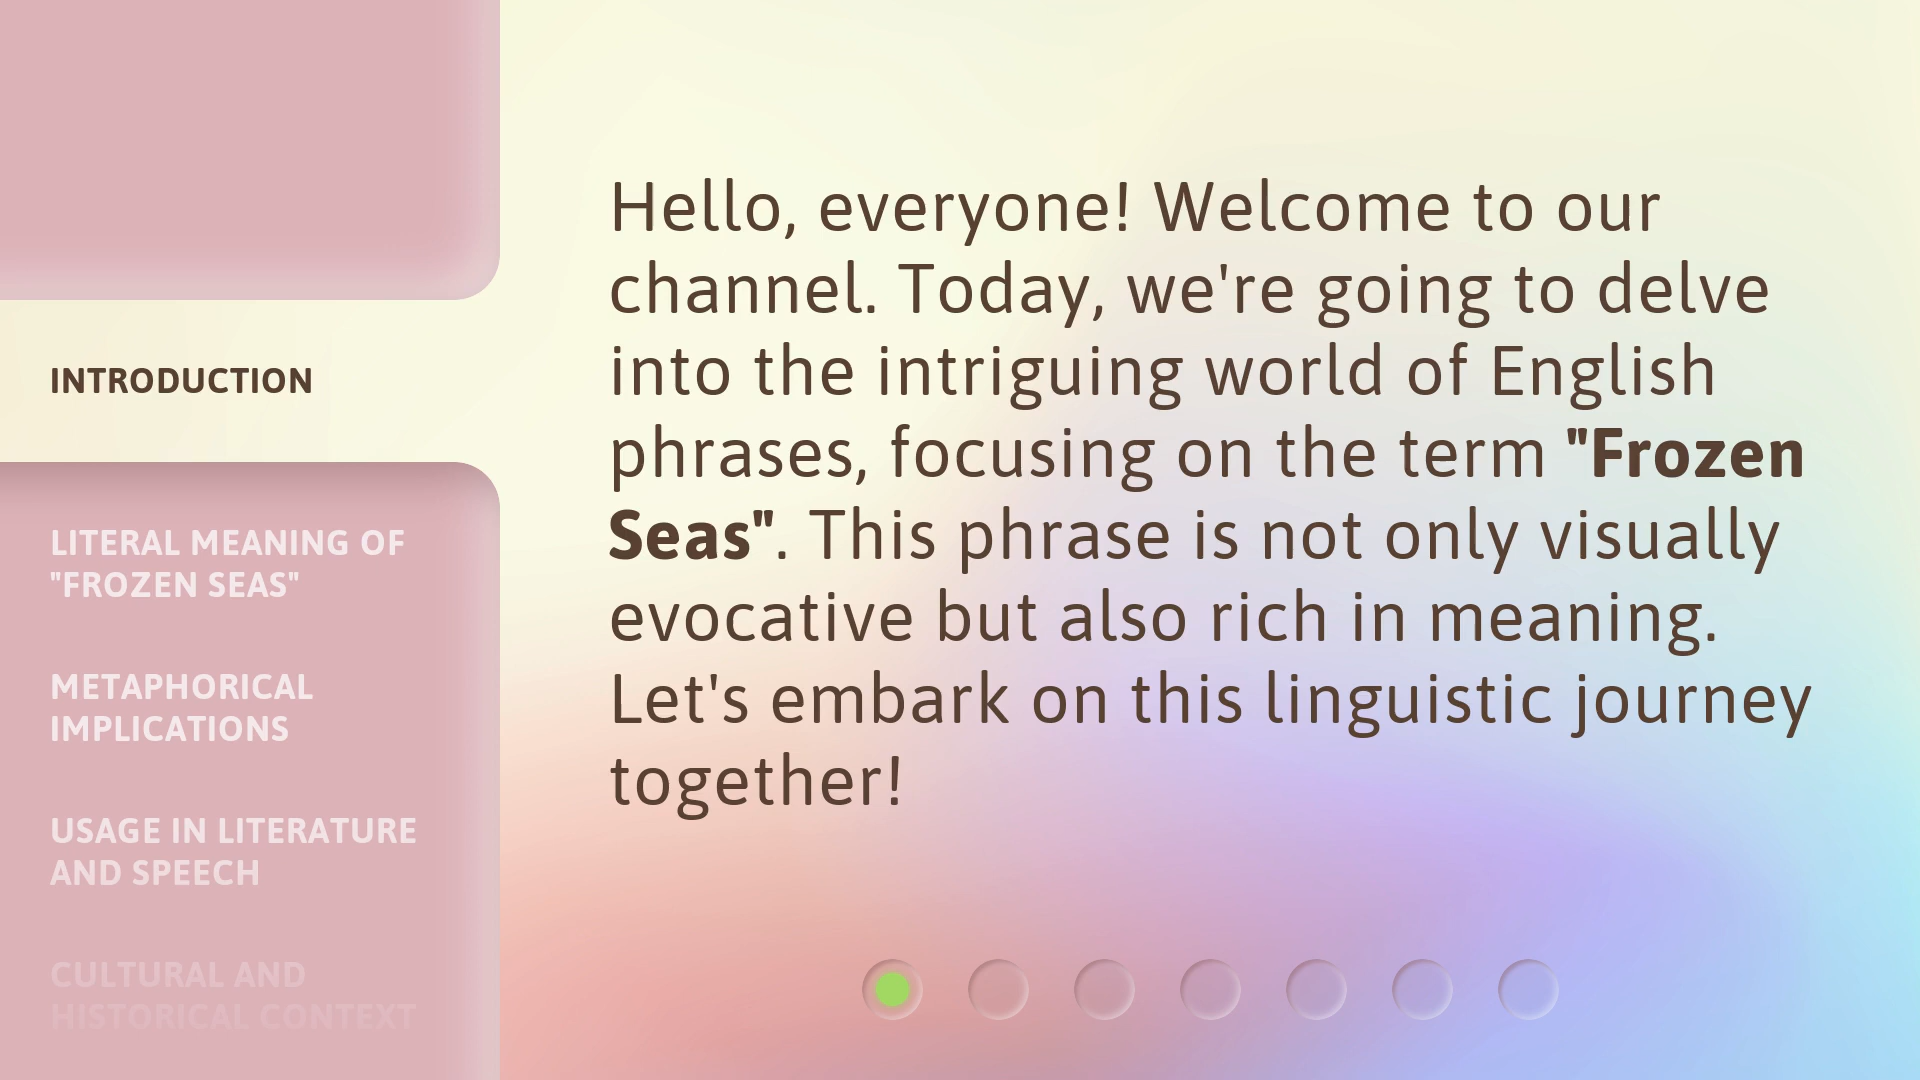 INTRODUCTION
LITERAL MEANING OF
"FROZEN SEAS"
METAPHORICAL
IMPLICATIONS
USAGE IN LITERATURE
AND SPEECH
CULTURAL AND
HISTORICAL CONTEXT
Hello, everyone! Welcome to our
channel. Today, we're going to delve
into the intriguing world of English
phrases, focusing on the term "Frozen
Seas". This phrase is not only visually
evocative but also rich in meaning.
Let's embark on this linguistic journey
together!